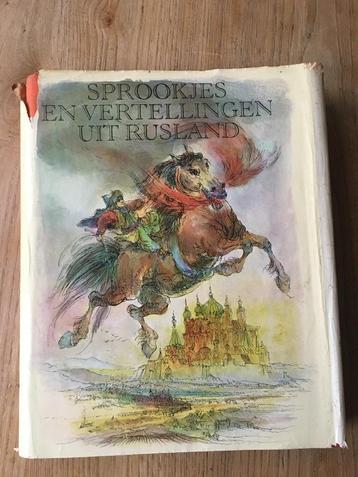 SPROOKJES
EN VERTELLINGEN
UIT RUSLAND